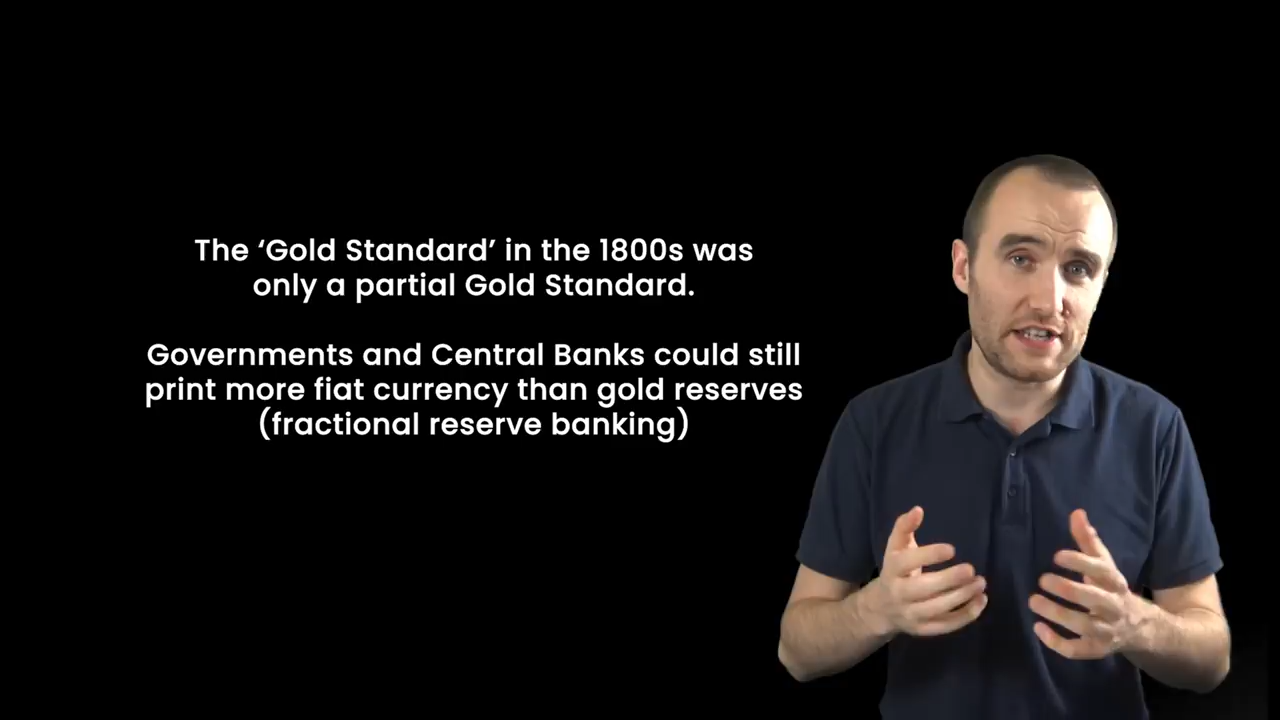 The ‘Gold Standard’ in the 1800s was
only a partial Gold Standard.
Governments and Central Banks could still
print more fiat currency than gold reserves
(fractional reserve banking)